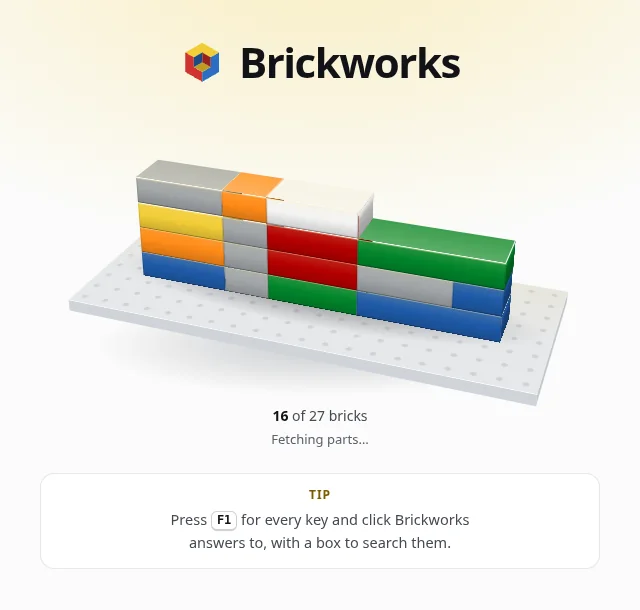 Brickworks
16 of 27 bricks
Fetching parts...
TIP
Press F1 for every key and click Brickworks
answers to, with a box to search them.